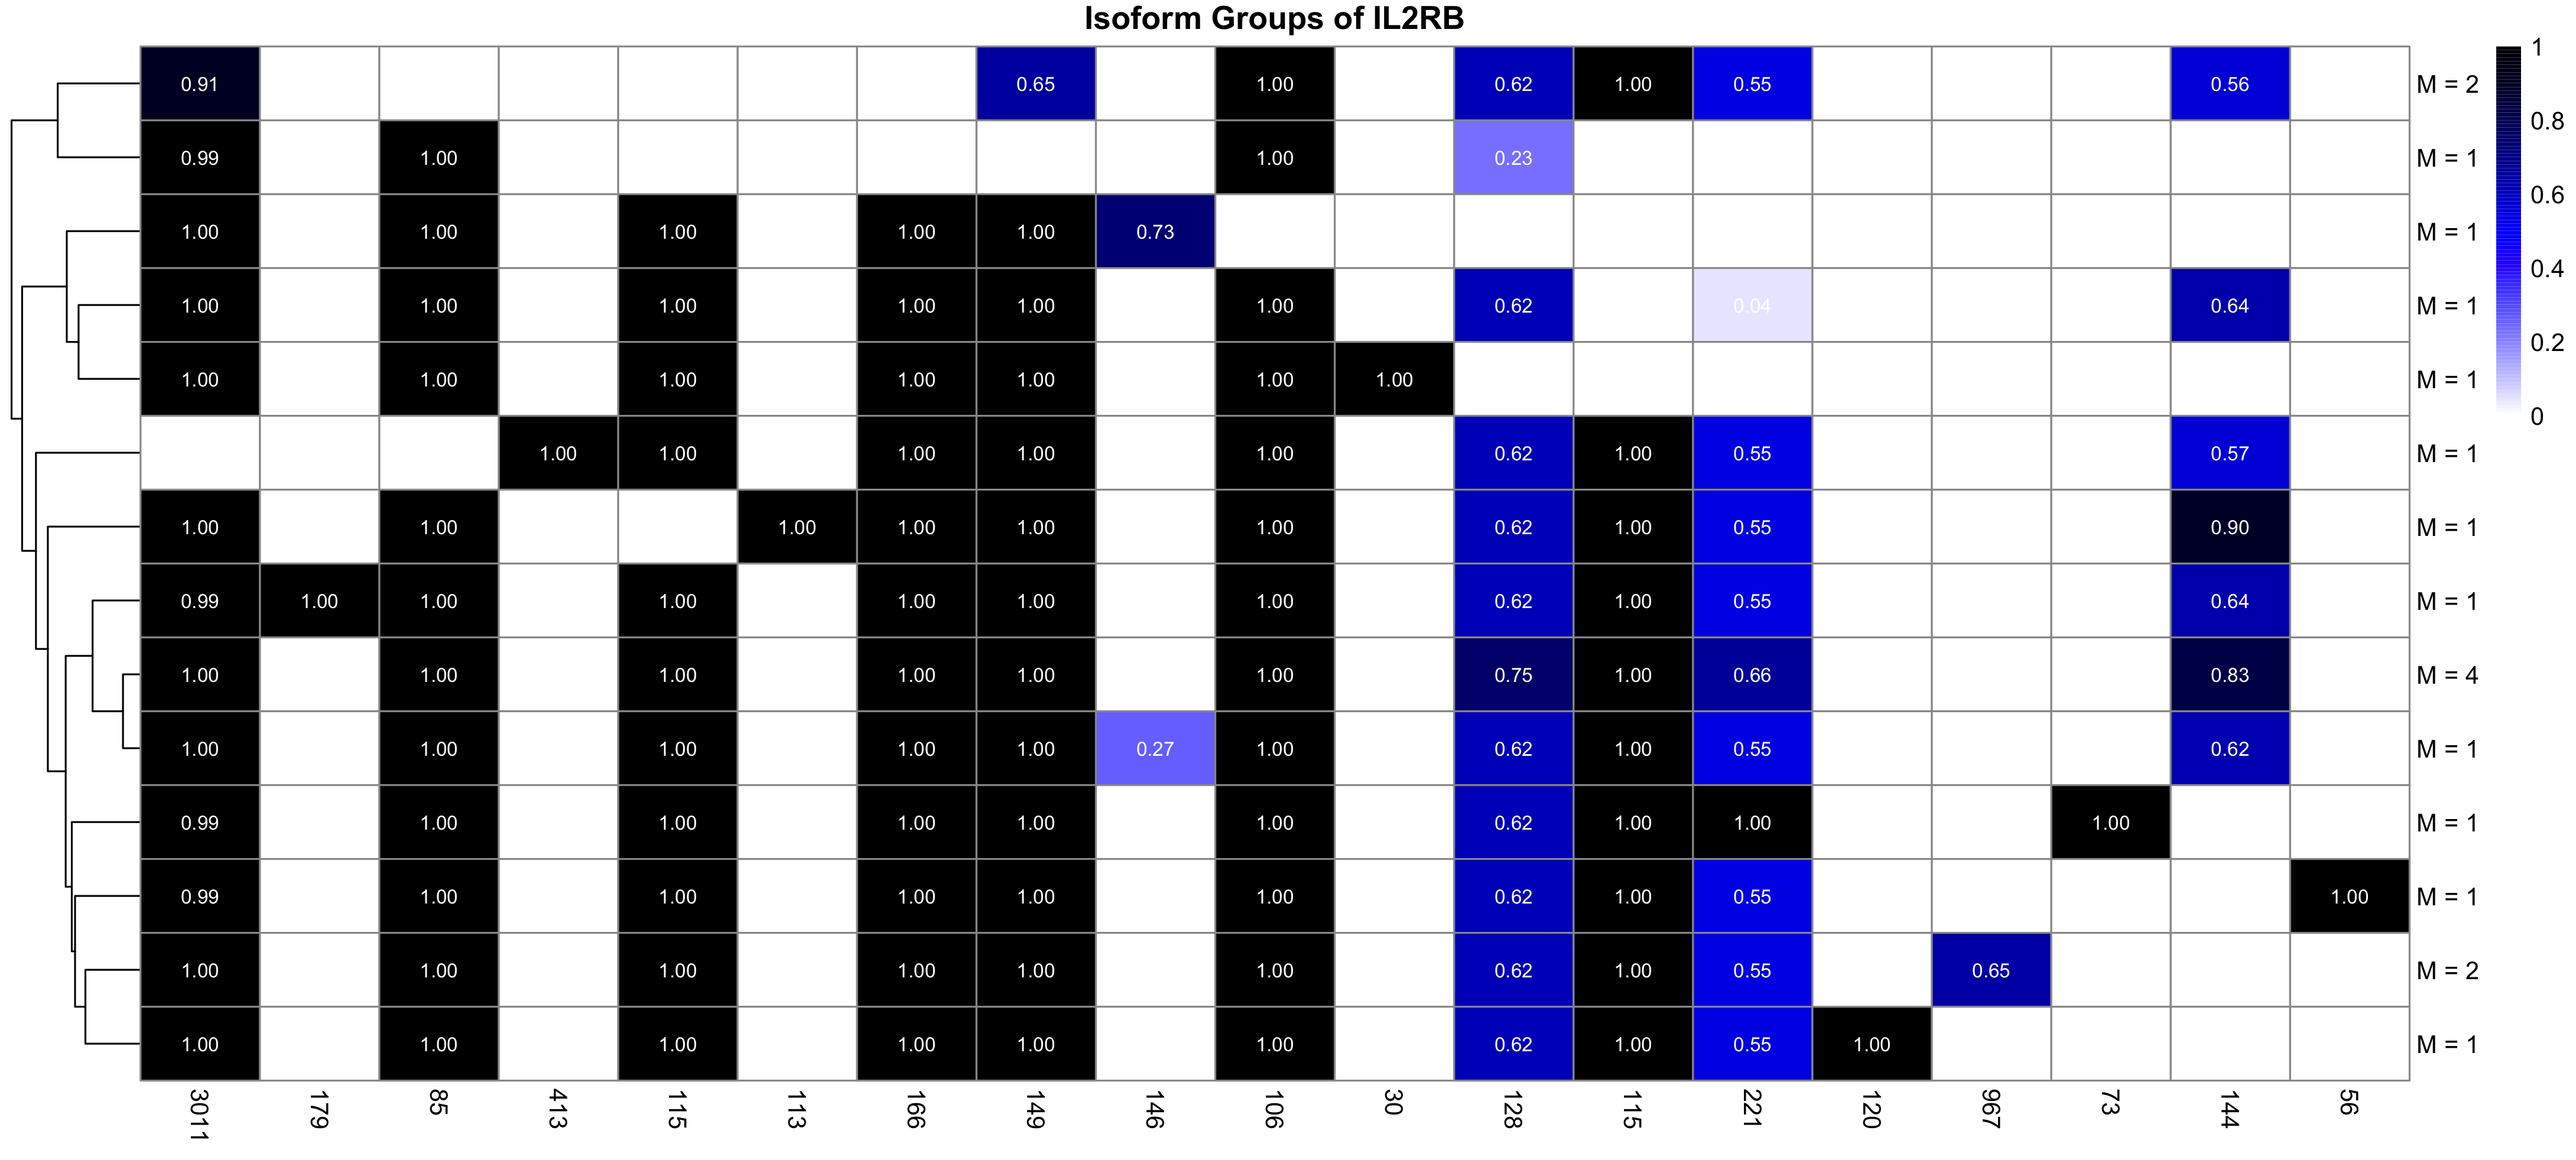 Isoform Groups of IL2RB
0.91 0.65 1.00 0.62 1.00 0.55 0.56 M = 2
0.99 1.00 1.00 0.23 M = 1
1.00 1.00 1.00 1.00 1.00 0.73 M = 1
1.00 1.00 1.00 1.00 1.00 1.00 0.62 0.04 0.64 M = 1
1.00 1.00 1.00 1.00 1.00 1.00 1.00 M = 1
1.00 1.00 1.00 1.00 1.00 0.62 1.00 0.55 0.57 M = 1
1.00 1.00 1.00 1.00 1.00 1.00 0.62 1.00 0.55 0.90 M = 1
0.99 1.00 1.00 1.00 1.00 1.00 1.00 0.62 1.00 0.55 0.64 M = 1
1.00 1.00 1.00 1.00 1.00 1.00 0.75 1.00 0.66 0.83 M = 4
1.00 1.00 1.00 1.00 1.00 0.27 1.00 0.62 1.00 0.55 0.62 M = 1
0.99 1.00 1.00 1.00 1.00 1.00 0.62 1.00 1.00 1.00 M = 1
0.99 1.00 1.00 1.00 1.00 1.00 0.62 1.00 0.55 1.00 M = 1
1.00 1.00 1.00 1.00 1.00 1.00 0.62 1.00 0.55 0.65 M = 2
1.00 1.00 1.00 1.00 1.00 1.00 0.62 1.00 0.55 1.00 M = 1
3011 179 85 413 115 113 166 149 146 106 30 128 115 221 120 967 73 144 56
1
0.8
0.6
0.4
0.2
0